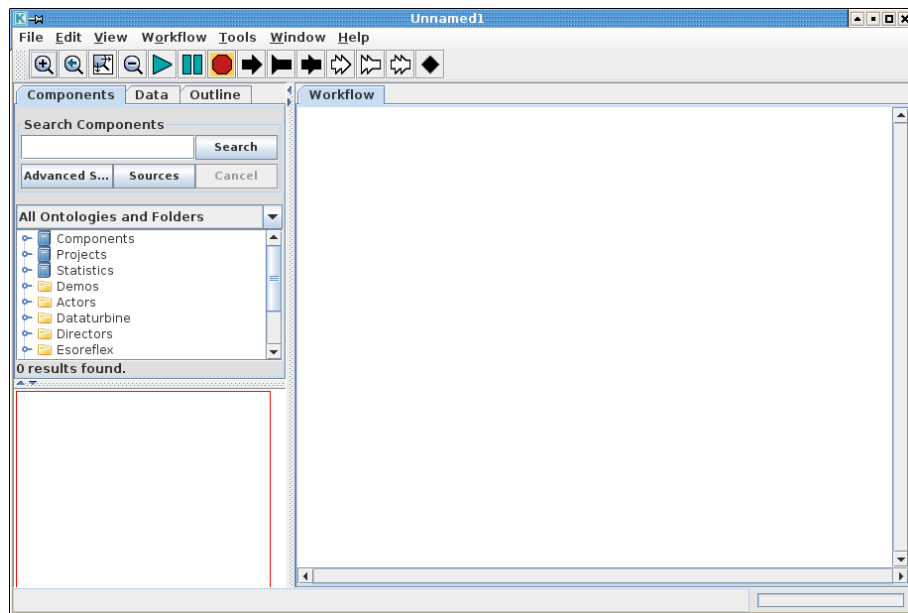 K
Unnamed1
File Edit View Workflow Tools Window Help
Components Data Outline
Workflow
Search Components
Search
Advanced S... Sources Cancel
All Ontologies and Folders
Components
Projects
Statistics
Demos
Actors
Dataturbine
Directors
Esoreflex
0 results found.